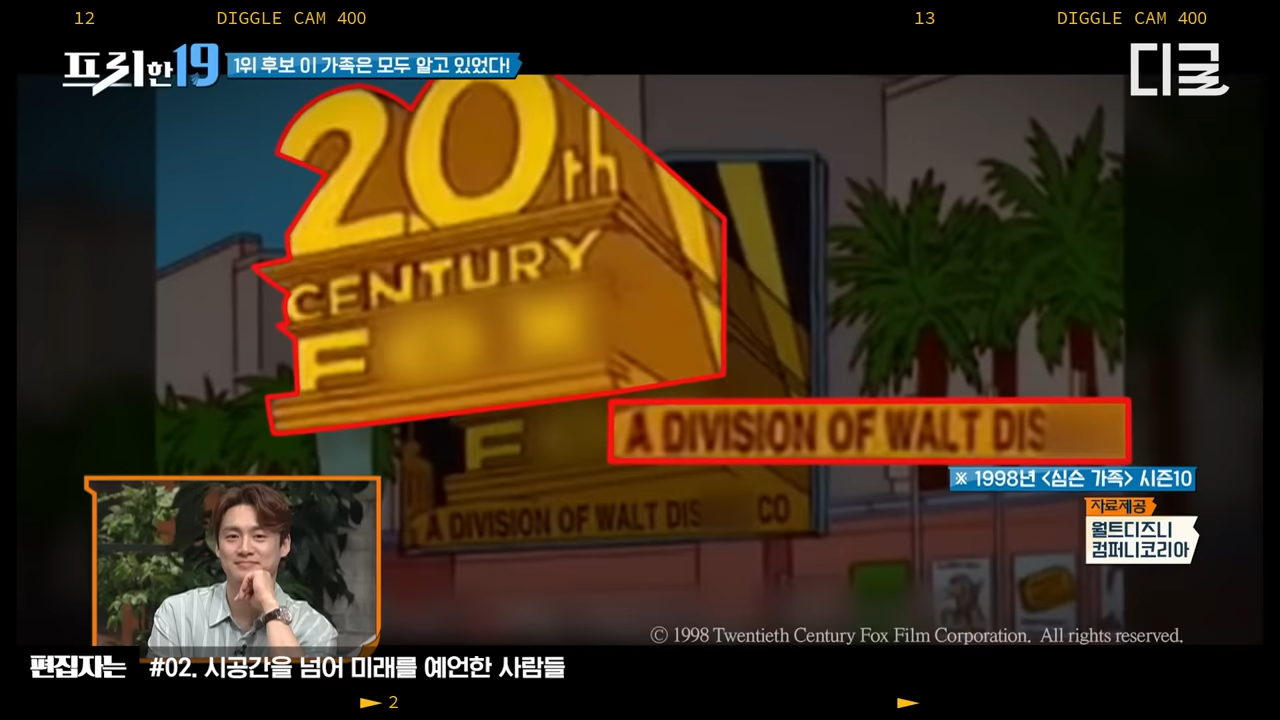 12
DIGGLE CAM 400
13
DIGGLE CAM 400
프리한19
1위 후보 이 가족은 모두 알고 있었다!
디글
20th
CENTURY
F
A DIVISION OF WALT DIS
F
A DIVISION OF WALT DIS CO
※ 1998년 <심슨 가족> 시즌10
자료제공
월트디즈니
컴퍼니코리아
© 1998 Twentieth Century Fox Film Corporation. All rights reserved.
편집자는 #02. 시공간을 넘어 미래를 예언한 사람들
2